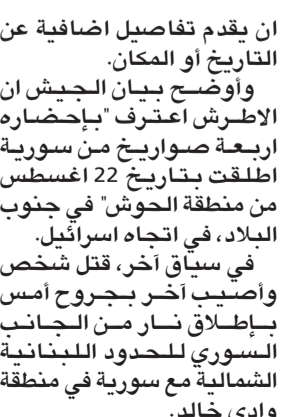 ان يقدم تفاصيل اضافية عن
التاريخ أو المكان.
وأوضح بيان الجيش ان
الاطرش اعترف "بإحضاره
اربعة صواريخ من سورية
اطلقت بتاريخ 22 اغسطس
من منطقة الحوش" في جنوب
البلاد، في اتجاه اسرائيل.
في سياق آخر، قتل شخص
وأصيب آخر بجروح أمس
بإطلاق نار من الجانب
السوري للحدود اللبنانية
الشمالية مع سورية في منطقة
وادي خالد.